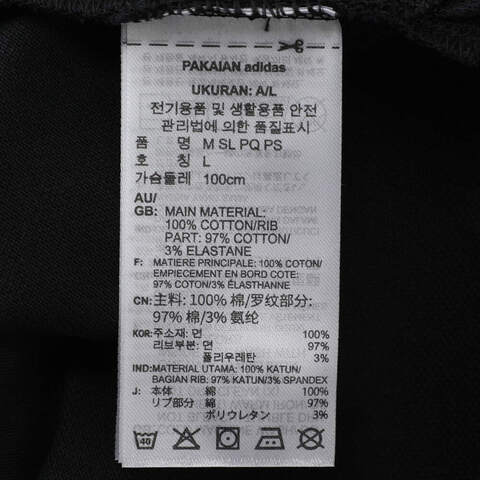 PAKAIAN adidas
UKURAN: A/L
전기용품 및 생활용품 안전
관리법에 의한 품질표시
품 명 M SL PQ PS
호 칭 L
가슴둘레 100cm
AU/
GB: MAIN MATERIAL:
100% COTTON/RIB
PART: 97% COTTON/
3% ELASTANE
F: MATIERE PRINCIPALE: 100% COTON/
EMPIECEMENT EN BORD COTE:
97% COTON/3% ÉLASTHANNE
CN: 主料: 100% 棉/罗纹部分:
97% 棉/3% 氨纶
KOR: 주소재: 면 100%
리브부분: 면 97%
폴리우레탄 3%
IND: MATERIAL UTAMA: 100% KATUN/
BAGIAN RIB: 97% KATUN/3% SPANDEX
J: 本体 綿 100%
リブ部分 綿 97%
ポリウレタン 3%
40